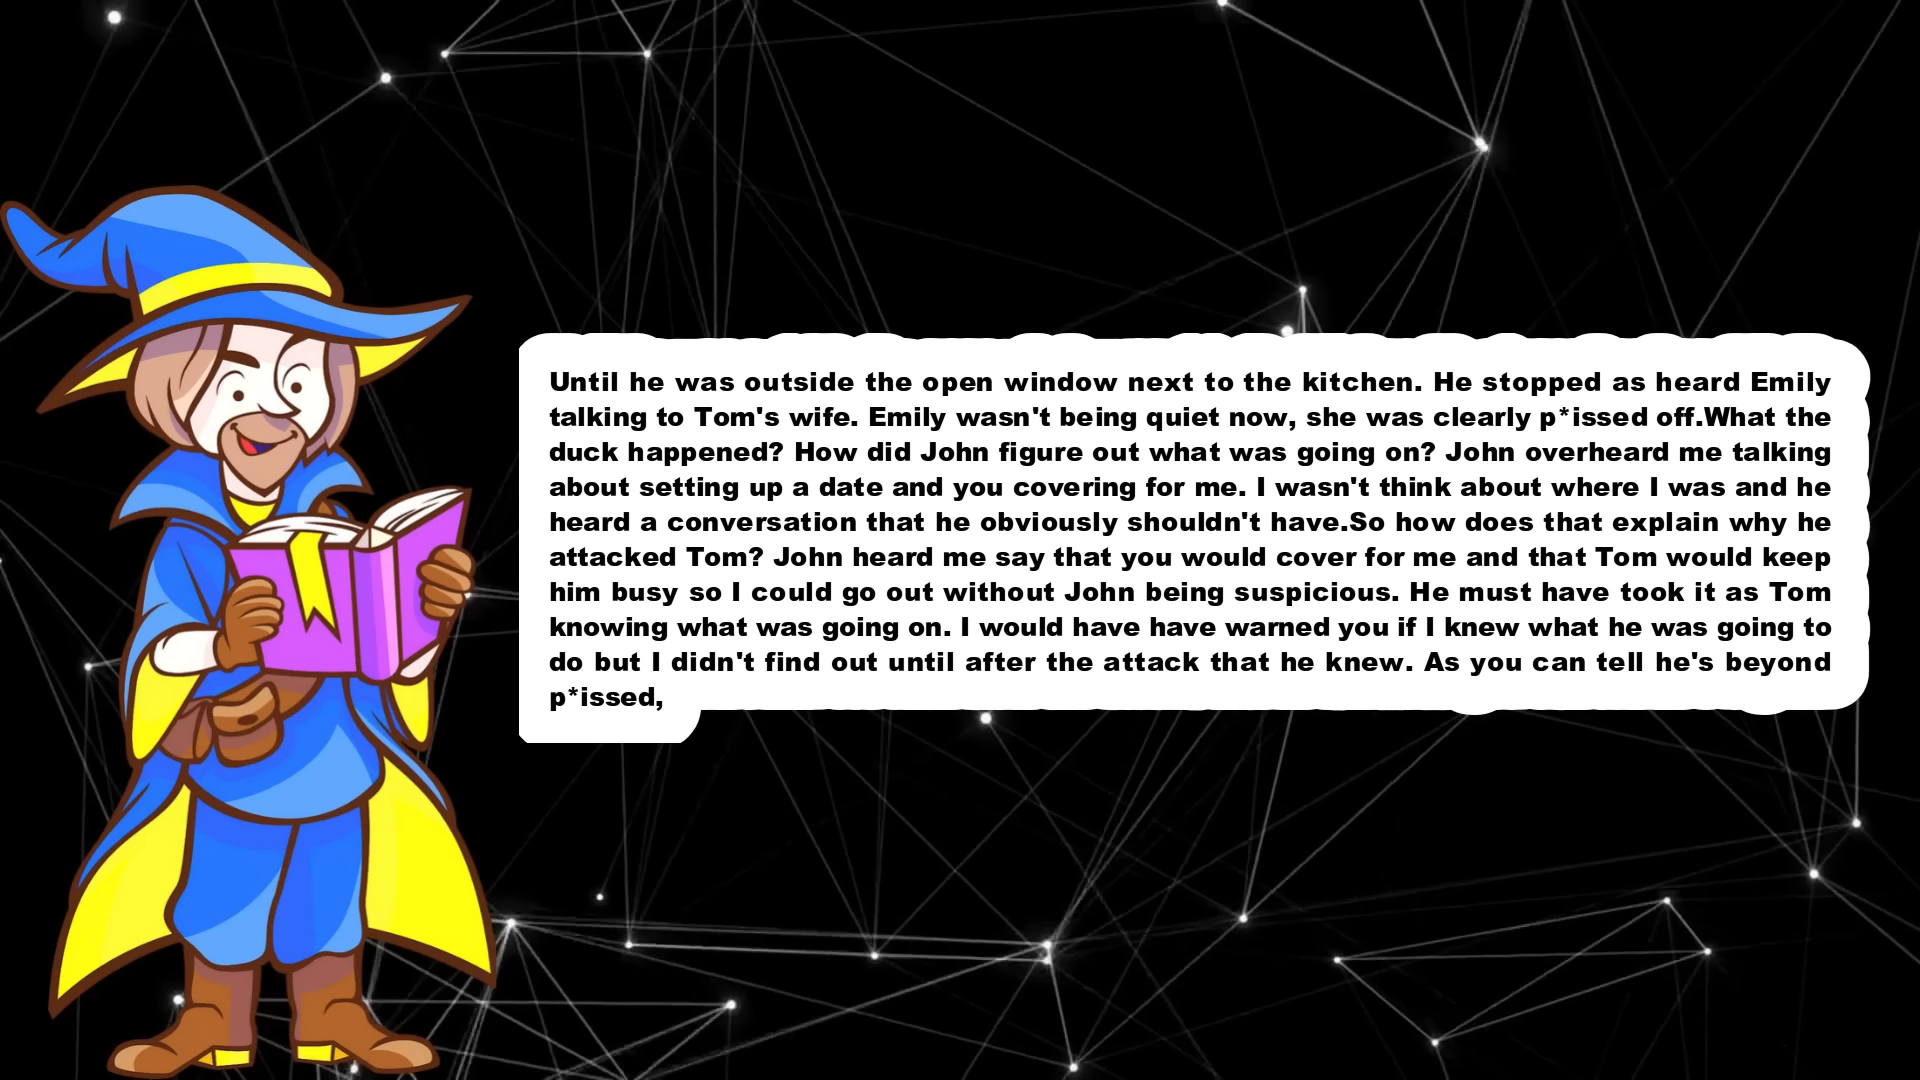 Until he was outside the open window next to the kitchen. He stopped as heard Emily
talking to Tom's wife. Emily wasn't being quiet now, she was clearly p*issed off.What the
duck happened? How did John figure out what was going on? John overheard me talking
about setting up a date and you covering for me. I wasn't think about where I was and he
heard a conversation that he obviously shouldn't have.So how does that explain why he
attacked Tom? John heard me say that you would cover for me and that Tom would keep
him busy so I could go out without John being suspicious. He must have took it as Tom
knowing what was going on. I would have have warned you if I knew what he was going to
do but I didn't find out until after the attack that he knew. As you can tell he's beyond
p*issed,